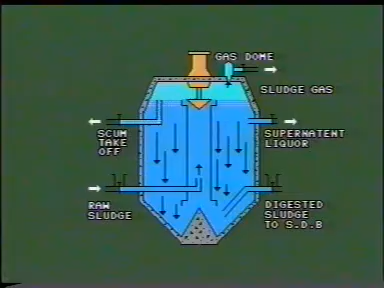 GAS DOME
SLUDGE GAS
SCUM
TAKE
OFF
SUPERNATENT
LIQUOR
RAW
SLUDGE
DIGESTED
SLUDGE
TO S.D.B